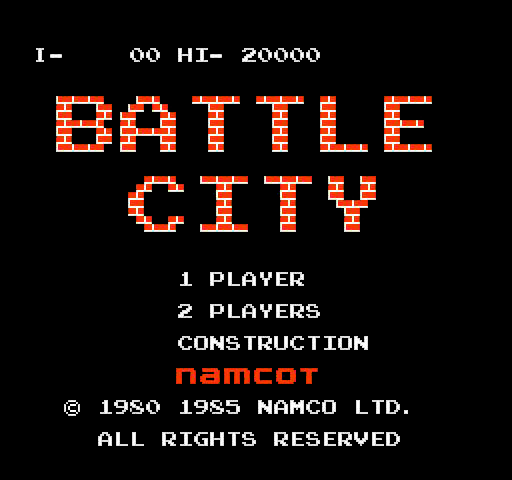 I- 00 HI- 20000
BATTLE
CITY
1 PLAYER
2 PLAYERS
CONSTRUCTION
namcot
© 1980 1985 NAMCO LTD.
ALL RIGHTS RESERVED